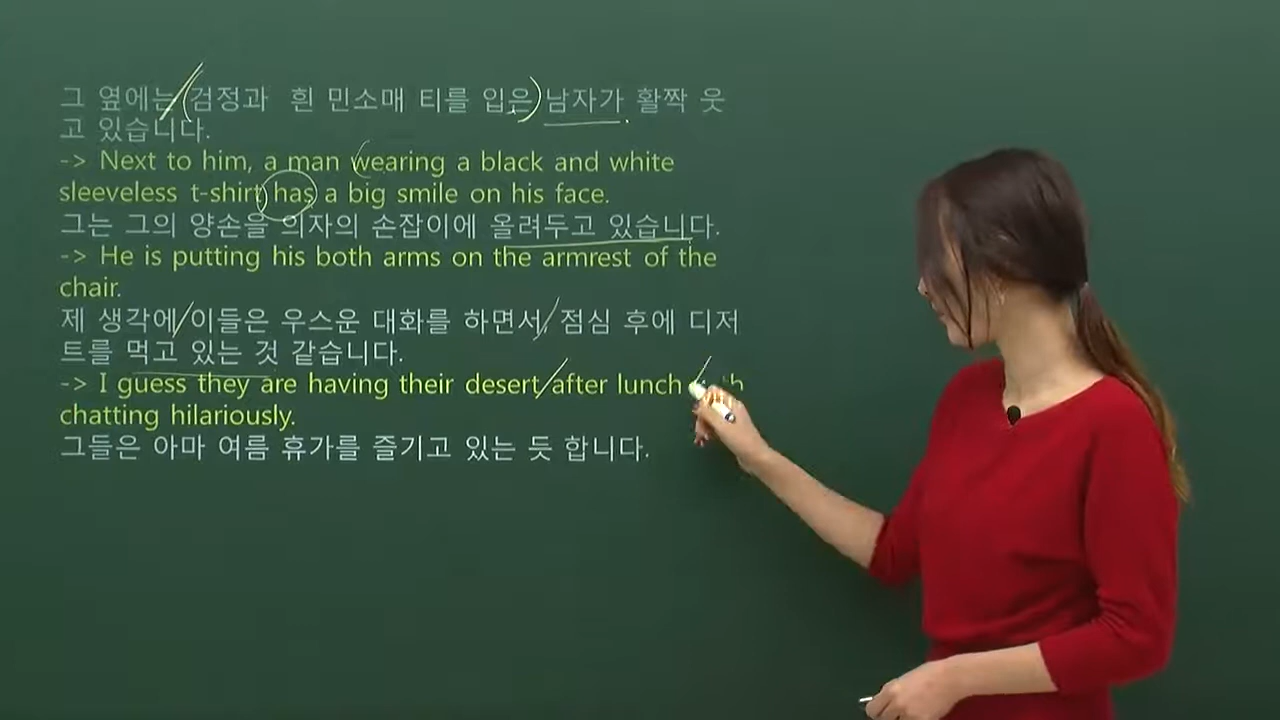 그 옆에는 검정과 흰 민소매 티를 입은 남자가 활짝 웃
고 있습니다.
-> Next to him, a man wearing a black and white
sleeveless t-shirt has a big smile on his face.
그는 그의 양손을 의자의 손잡이에 올려두고 있습니다.
-> He is putting his both arms on the armrest of the
chair.
제 생각에 이들은 우스운 대화를 하면서, 점심 후에 디저
트를 먹고 있는 것 같습니다.
-> I guess they are having their desert after lunch
chatting hilariously.
그들은 아마 여름 휴가를 즐기고 있는 듯 합니다.